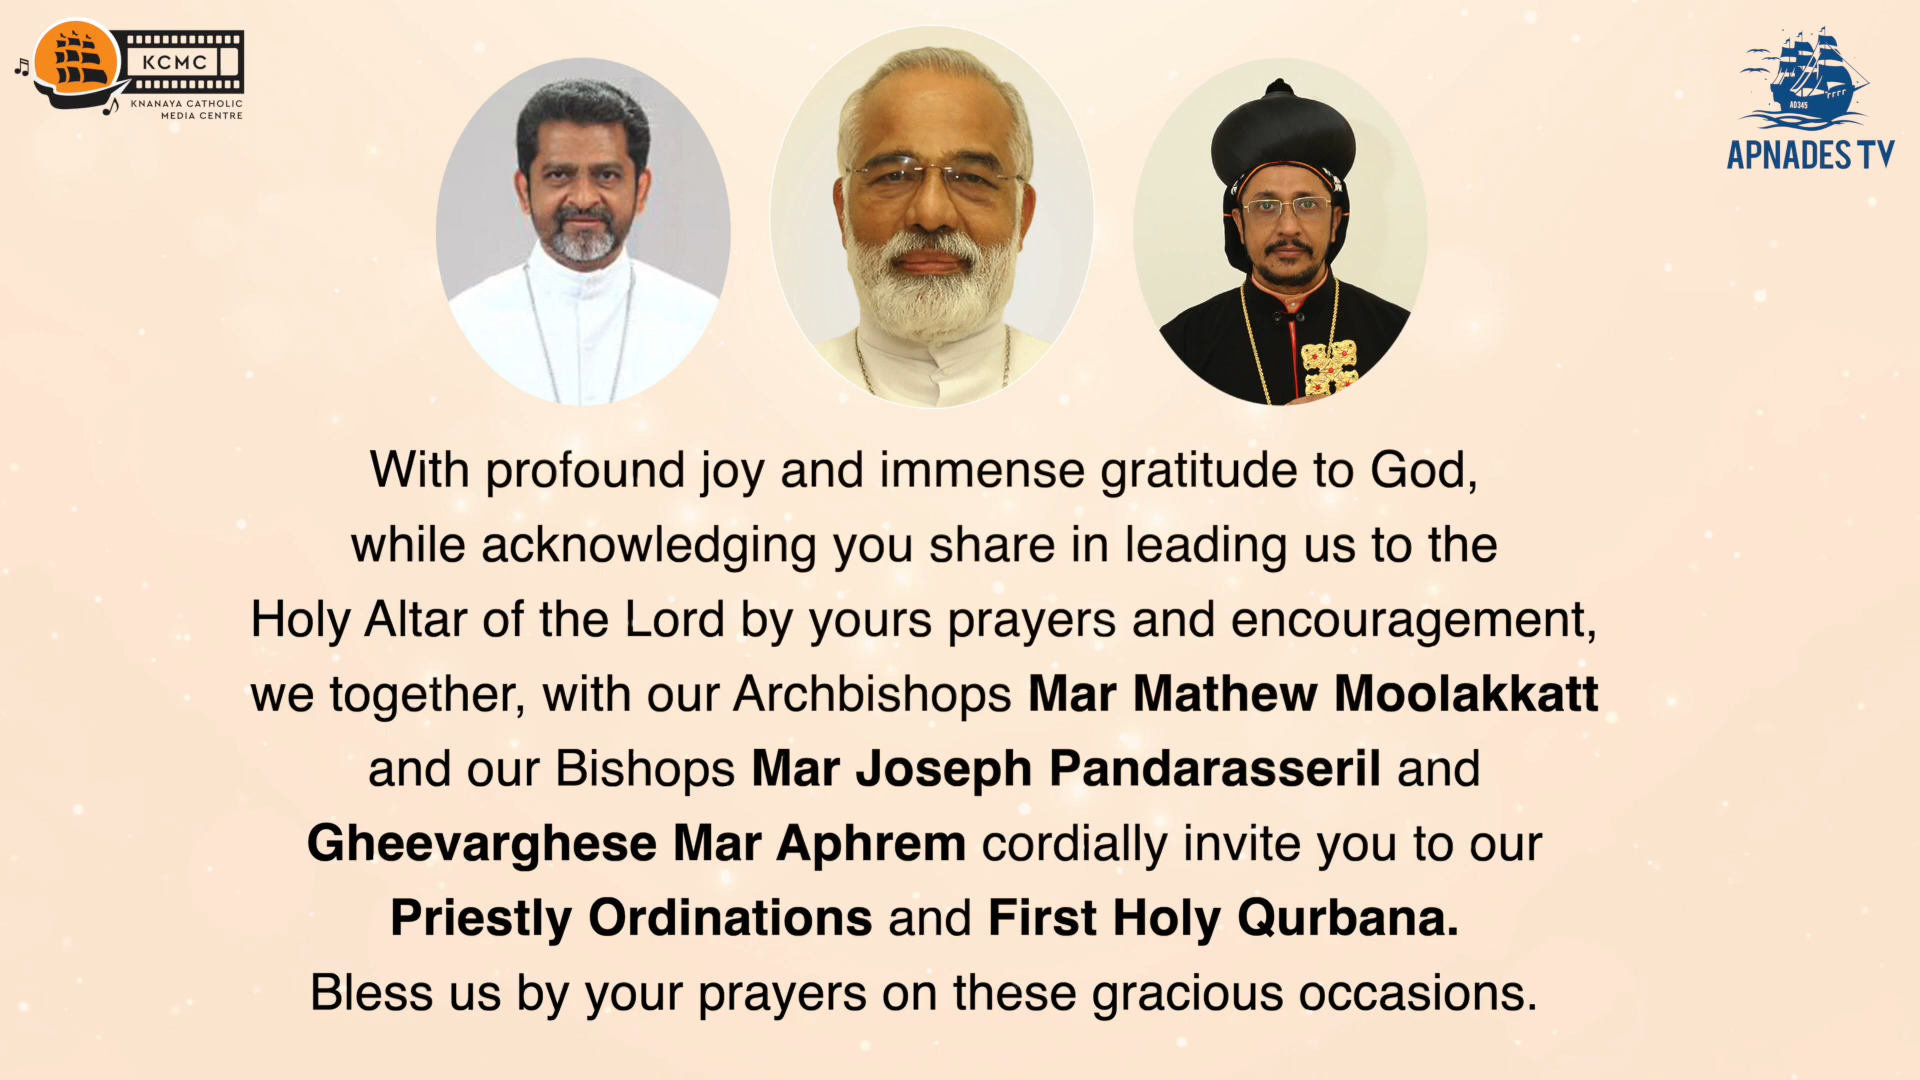 KCMC
KNANAYA CATHOLIC
MEDIA CENTRE
AD345
APNADES TV
With profound joy and immense gratitude to God,
while acknowledging you share in leading us to the
Holy Altar of the Lord by yours prayers and encouragement,
we together, with our Archbishops Mar Mathew Moolakkatt
and our Bishops Mar Joseph Pandarasseril and
Gheevarghese Mar Aphrem cordially invite you to our
Priestly Ordinations and First Holy Qurbana.
Bless us by your prayers on these gracious occasions.